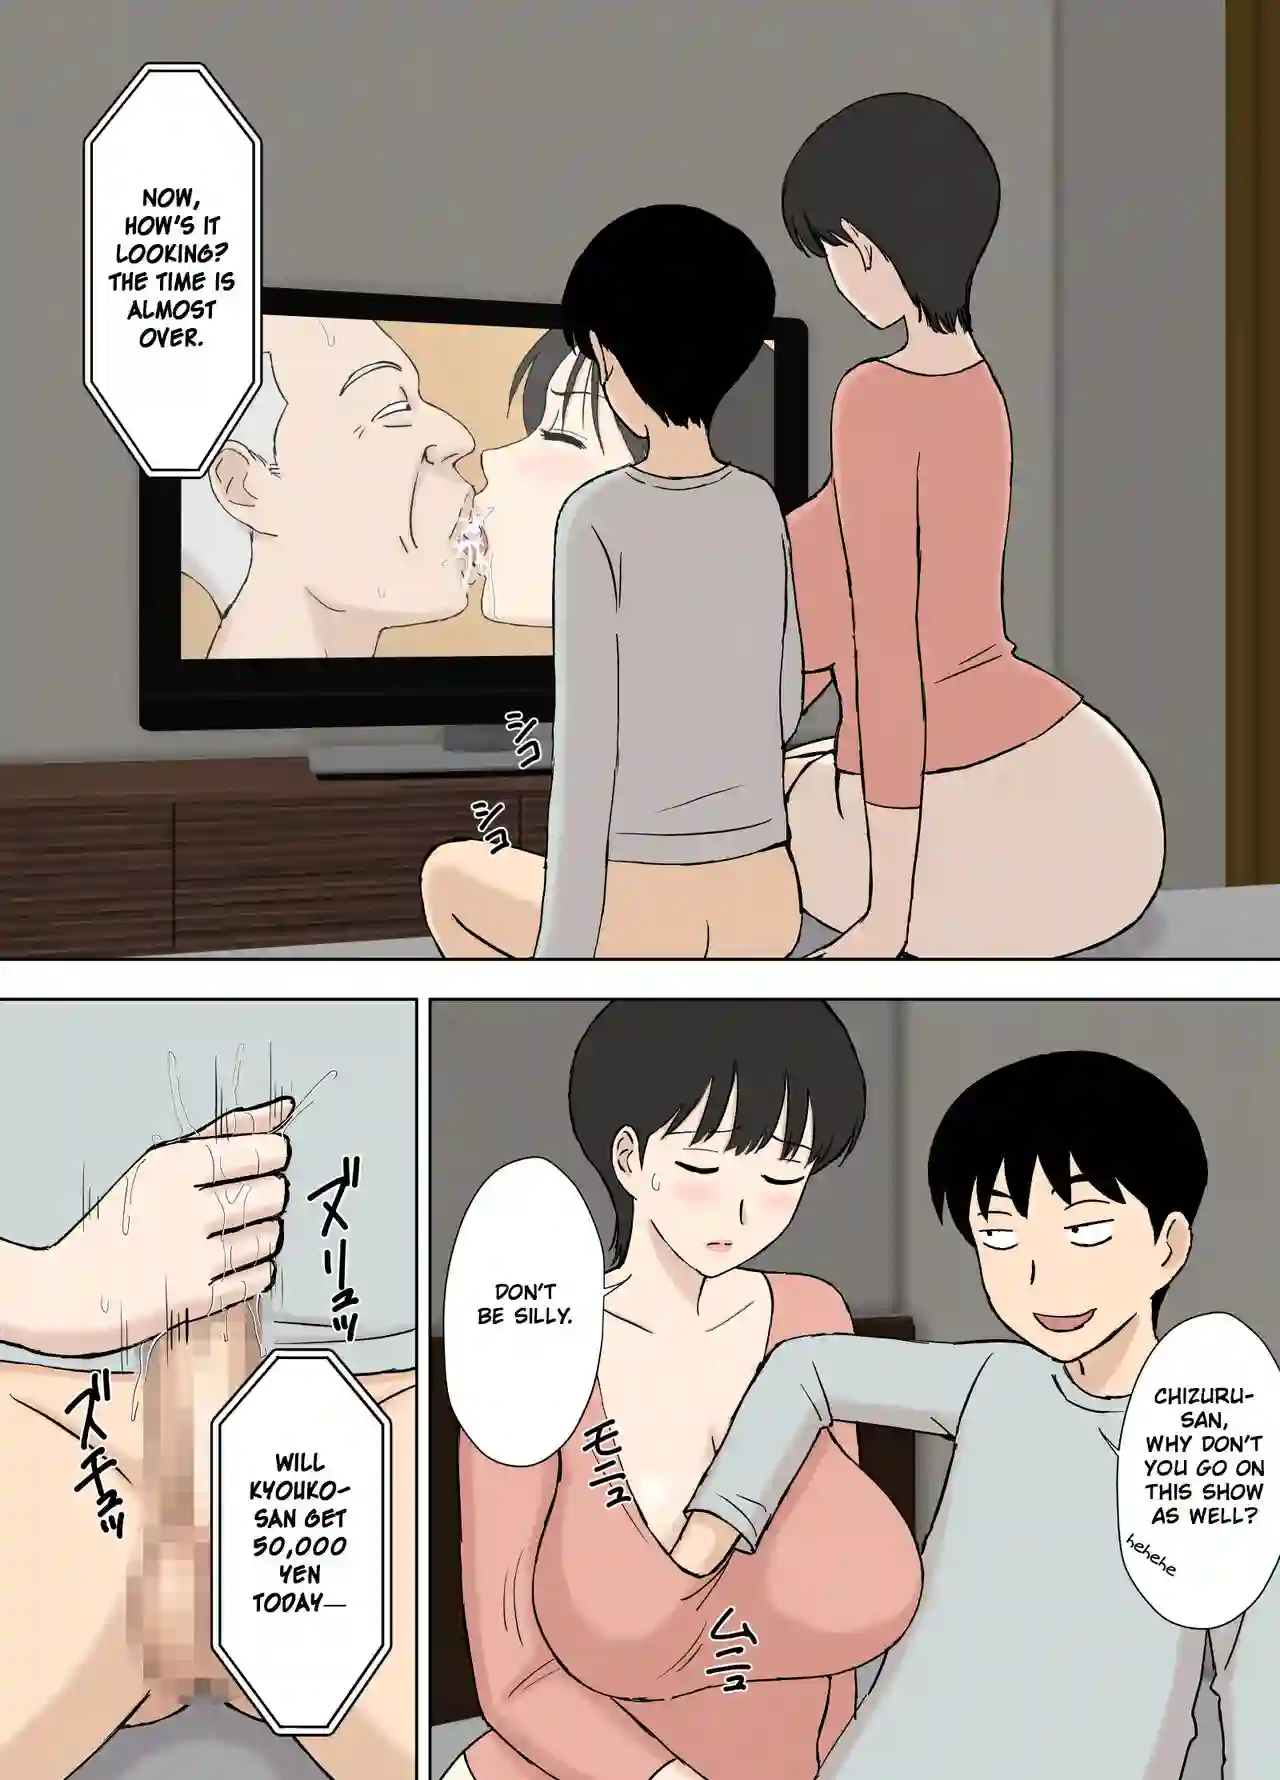 NOW,
HOW'S IT
LOOKING?
THE TIME IS
ALMOST
OVER.
シコ
シコ
ズチュッ
ズメリュッ
WILL
KYOUKO-
SAN GET
50,000
YEN
TODAY—
DON'T
BE SILLY.
CHIZURU-
SAN,
WHY DON'T
YOU GO ON
THIS SHOW
AS WELL?
hehehe
モニュ
ムニュ